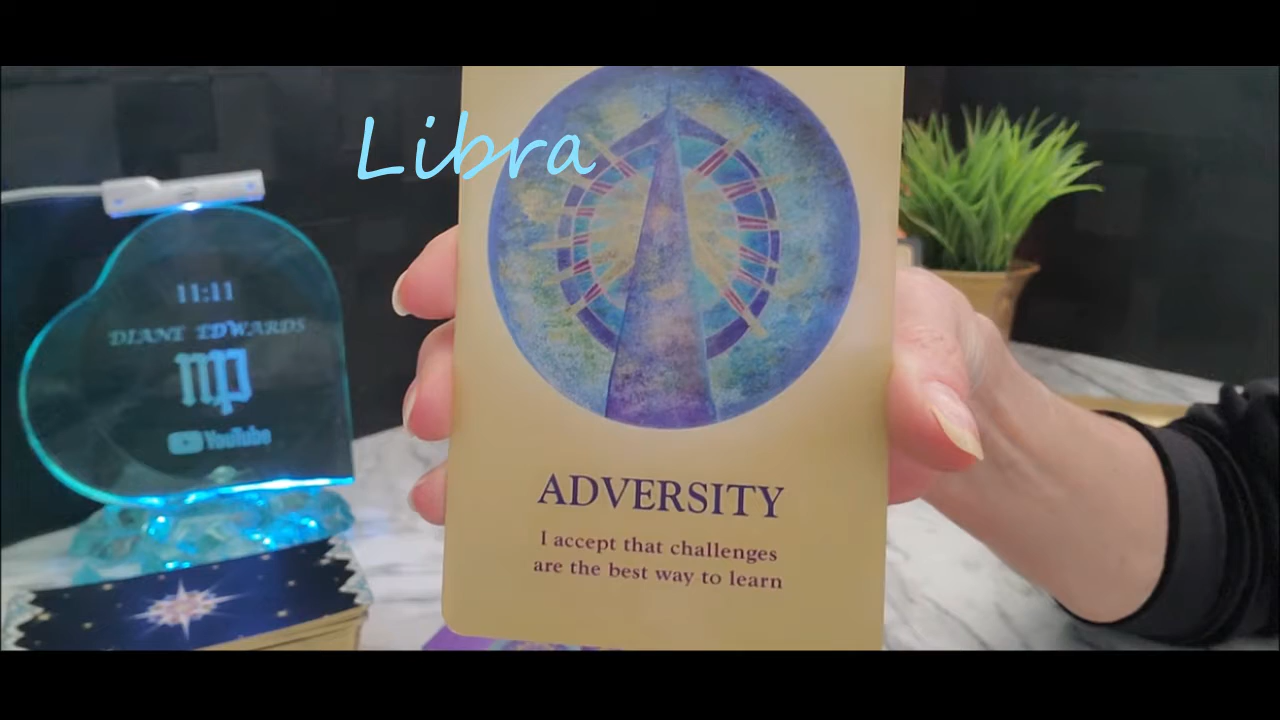 Libra
11:11
DIANE EDWARDS
YouTube
ADVERSITY
I accept that challenges
are the best way to learn